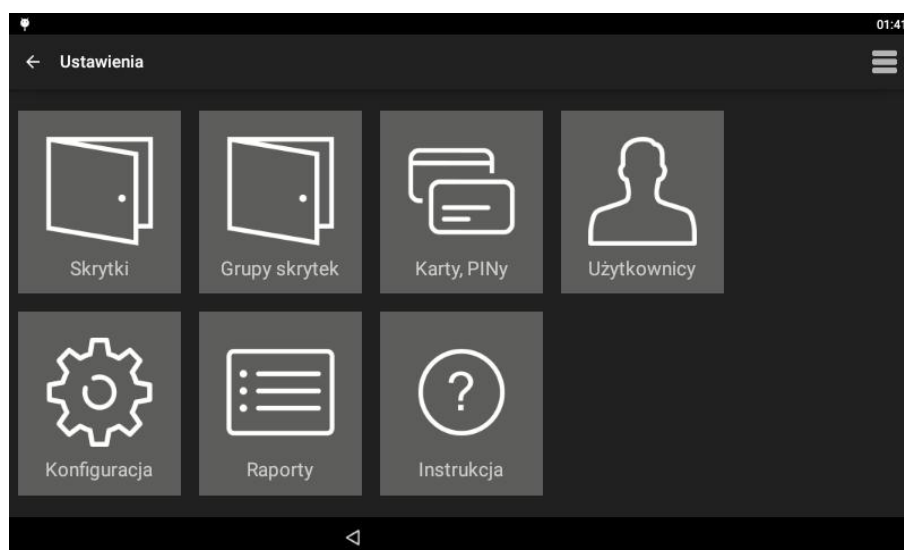 01:41
Ustawienia
Skrytki
Grupy skrytek
Karty, PINy
Użytkownicy
Konfiguracja
Raporty
?
Instrukcja